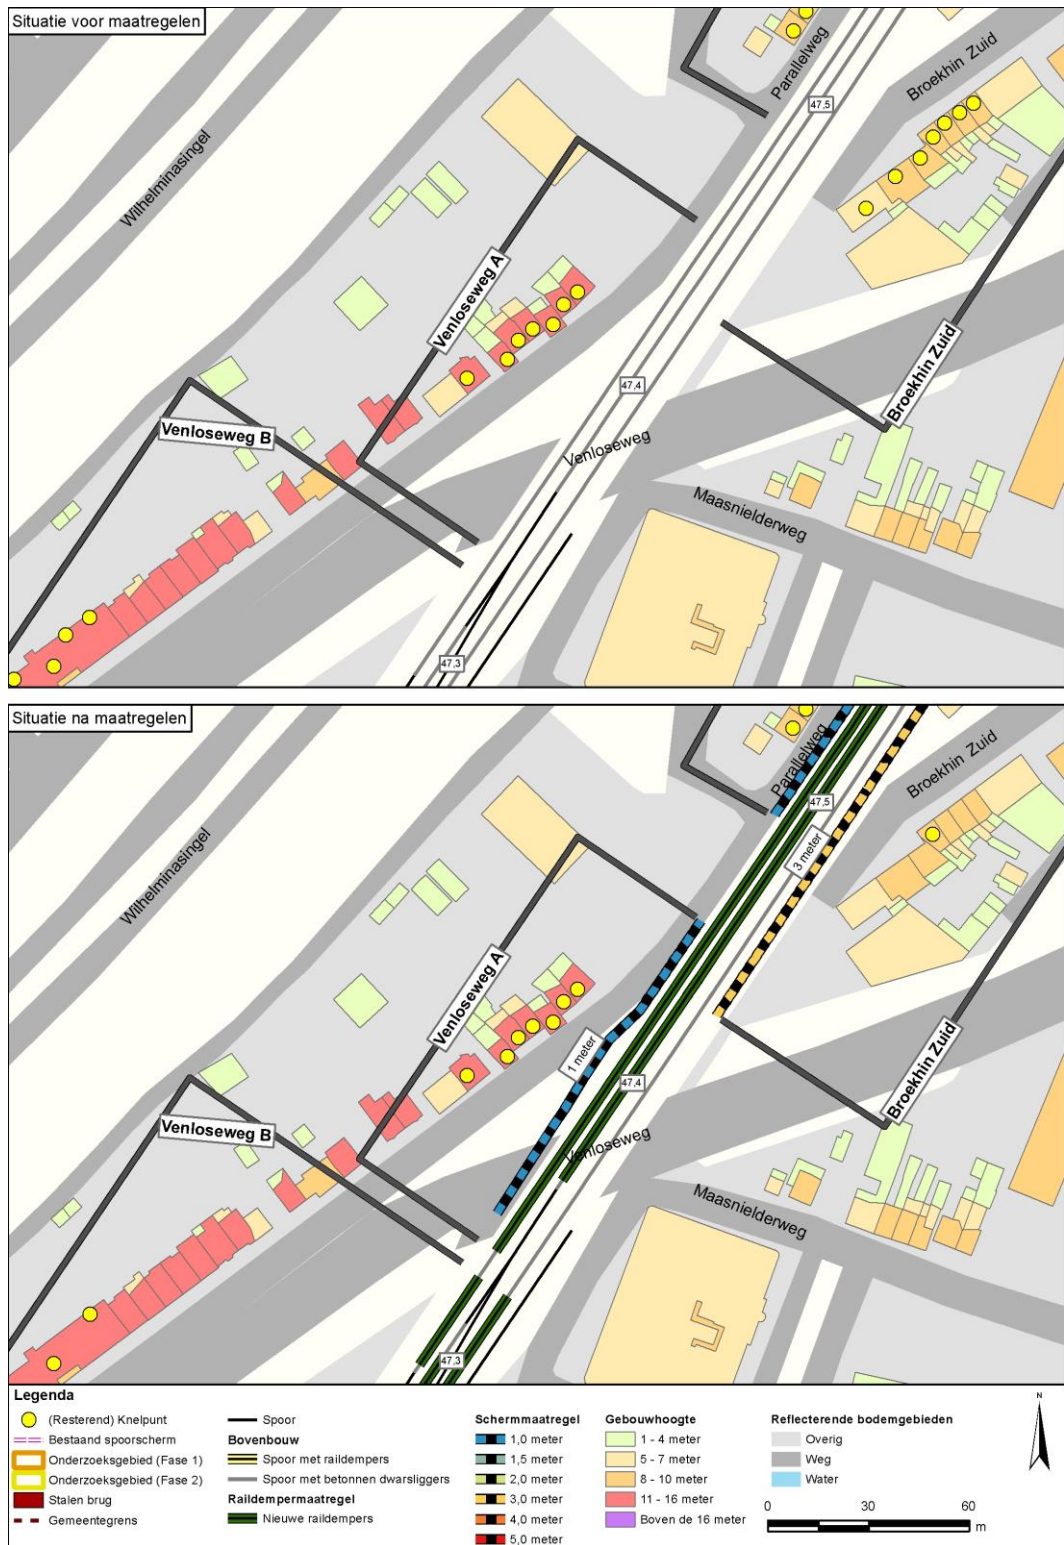 Situatie voor maatregelen
Parallelweg
Broekhin Zuid
47,5
Wilhelminasingel
Venloseweg A
Broekhin Zuid
47,4
Venloseweg B
Venloseweg
Maasnielderweg
47,3
Situatie na maatregelen
Parallelweg
Broekhin Zuid
47,5
3 meter
Wilhelminasingel
Venloseweg A
1 meter
Broekhin Zuid
47,4
Venloseweg B
Venloseweg
Maasnielderweg
47,3
Legenda
(Resterend) Knelpunt
Bestaand spoorscherm
Onderzoeksgebied (Fase 1)
Onderzoeksgebied (Fase 2)
Stalen brug
Gemeentegrens
Spoor
Bovenbouw
Spoor met raildempers
Spoor met betonnen dwarsliggers
Raildempermaatregel
Nieuwe raildempers
Schermmaatregel
1,0 meter
1,5 meter
2,0 meter
3,0 meter
4,0 meter
5,0 meter
Gebouwhoogte
1 - 4 meter
5 - 7 meter
8 - 10 meter
11 - 16 meter
Boven de 16 meter
Reflecterende bodemgebieden
Overig
Weg
Water
N
0 30 60
m